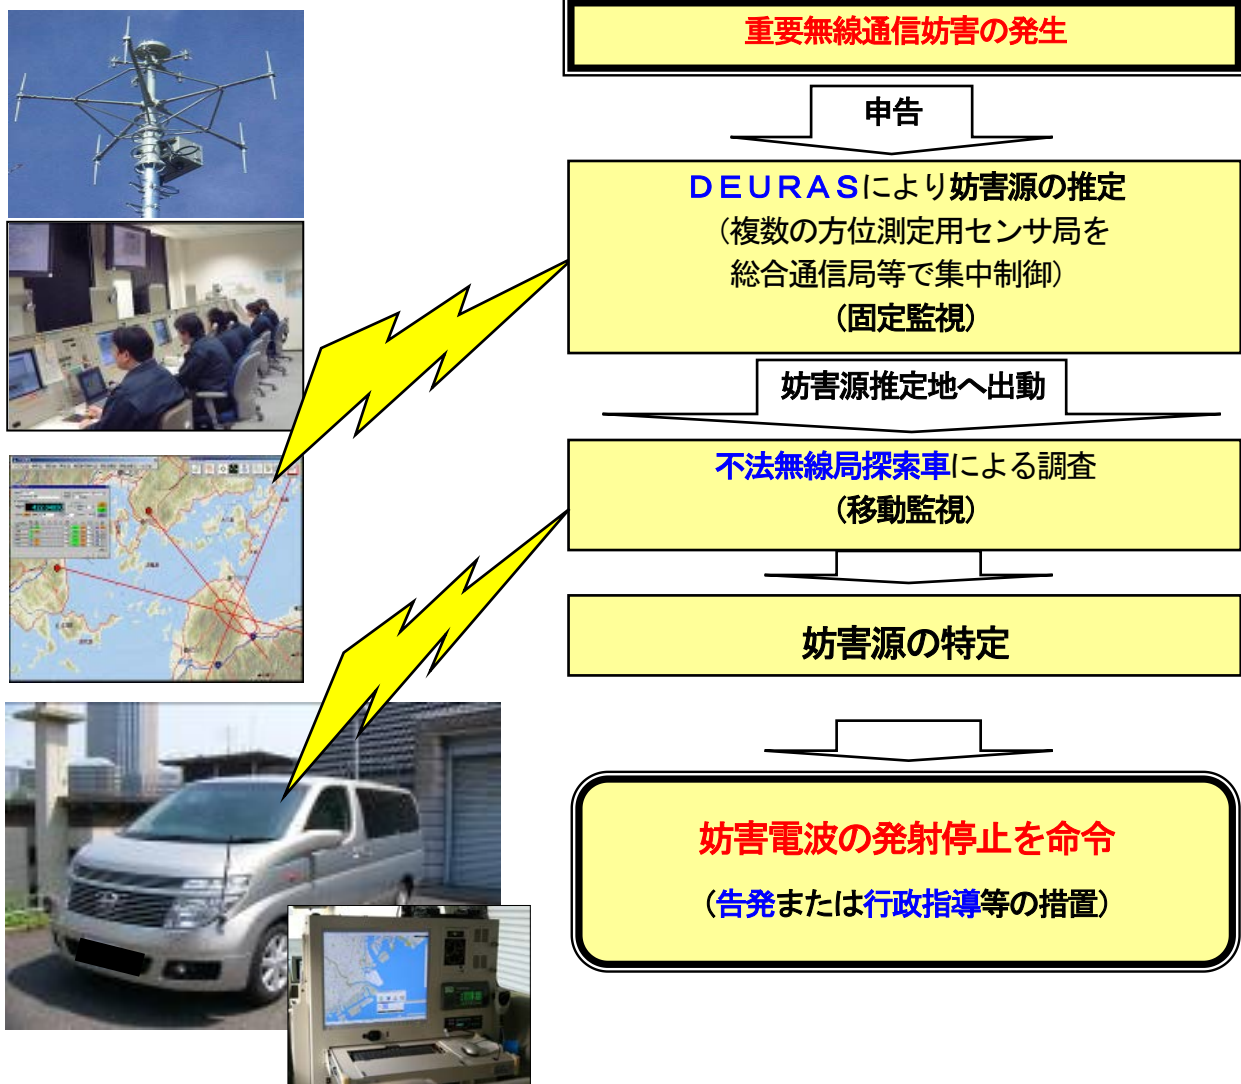 重要無線通信妨害の発生
申告
ＤＥＵＲＡＳにより妨害源の推定
（複数の方位測定用センサ局を
総合通信局等で集中制御）
（固定監視）
妨害源推定地へ出動
不法無線局探索車による調査
（移動監視）
妨害源の特定
妨害電波の発射停止を命令
（告発または行政指導等の措置）